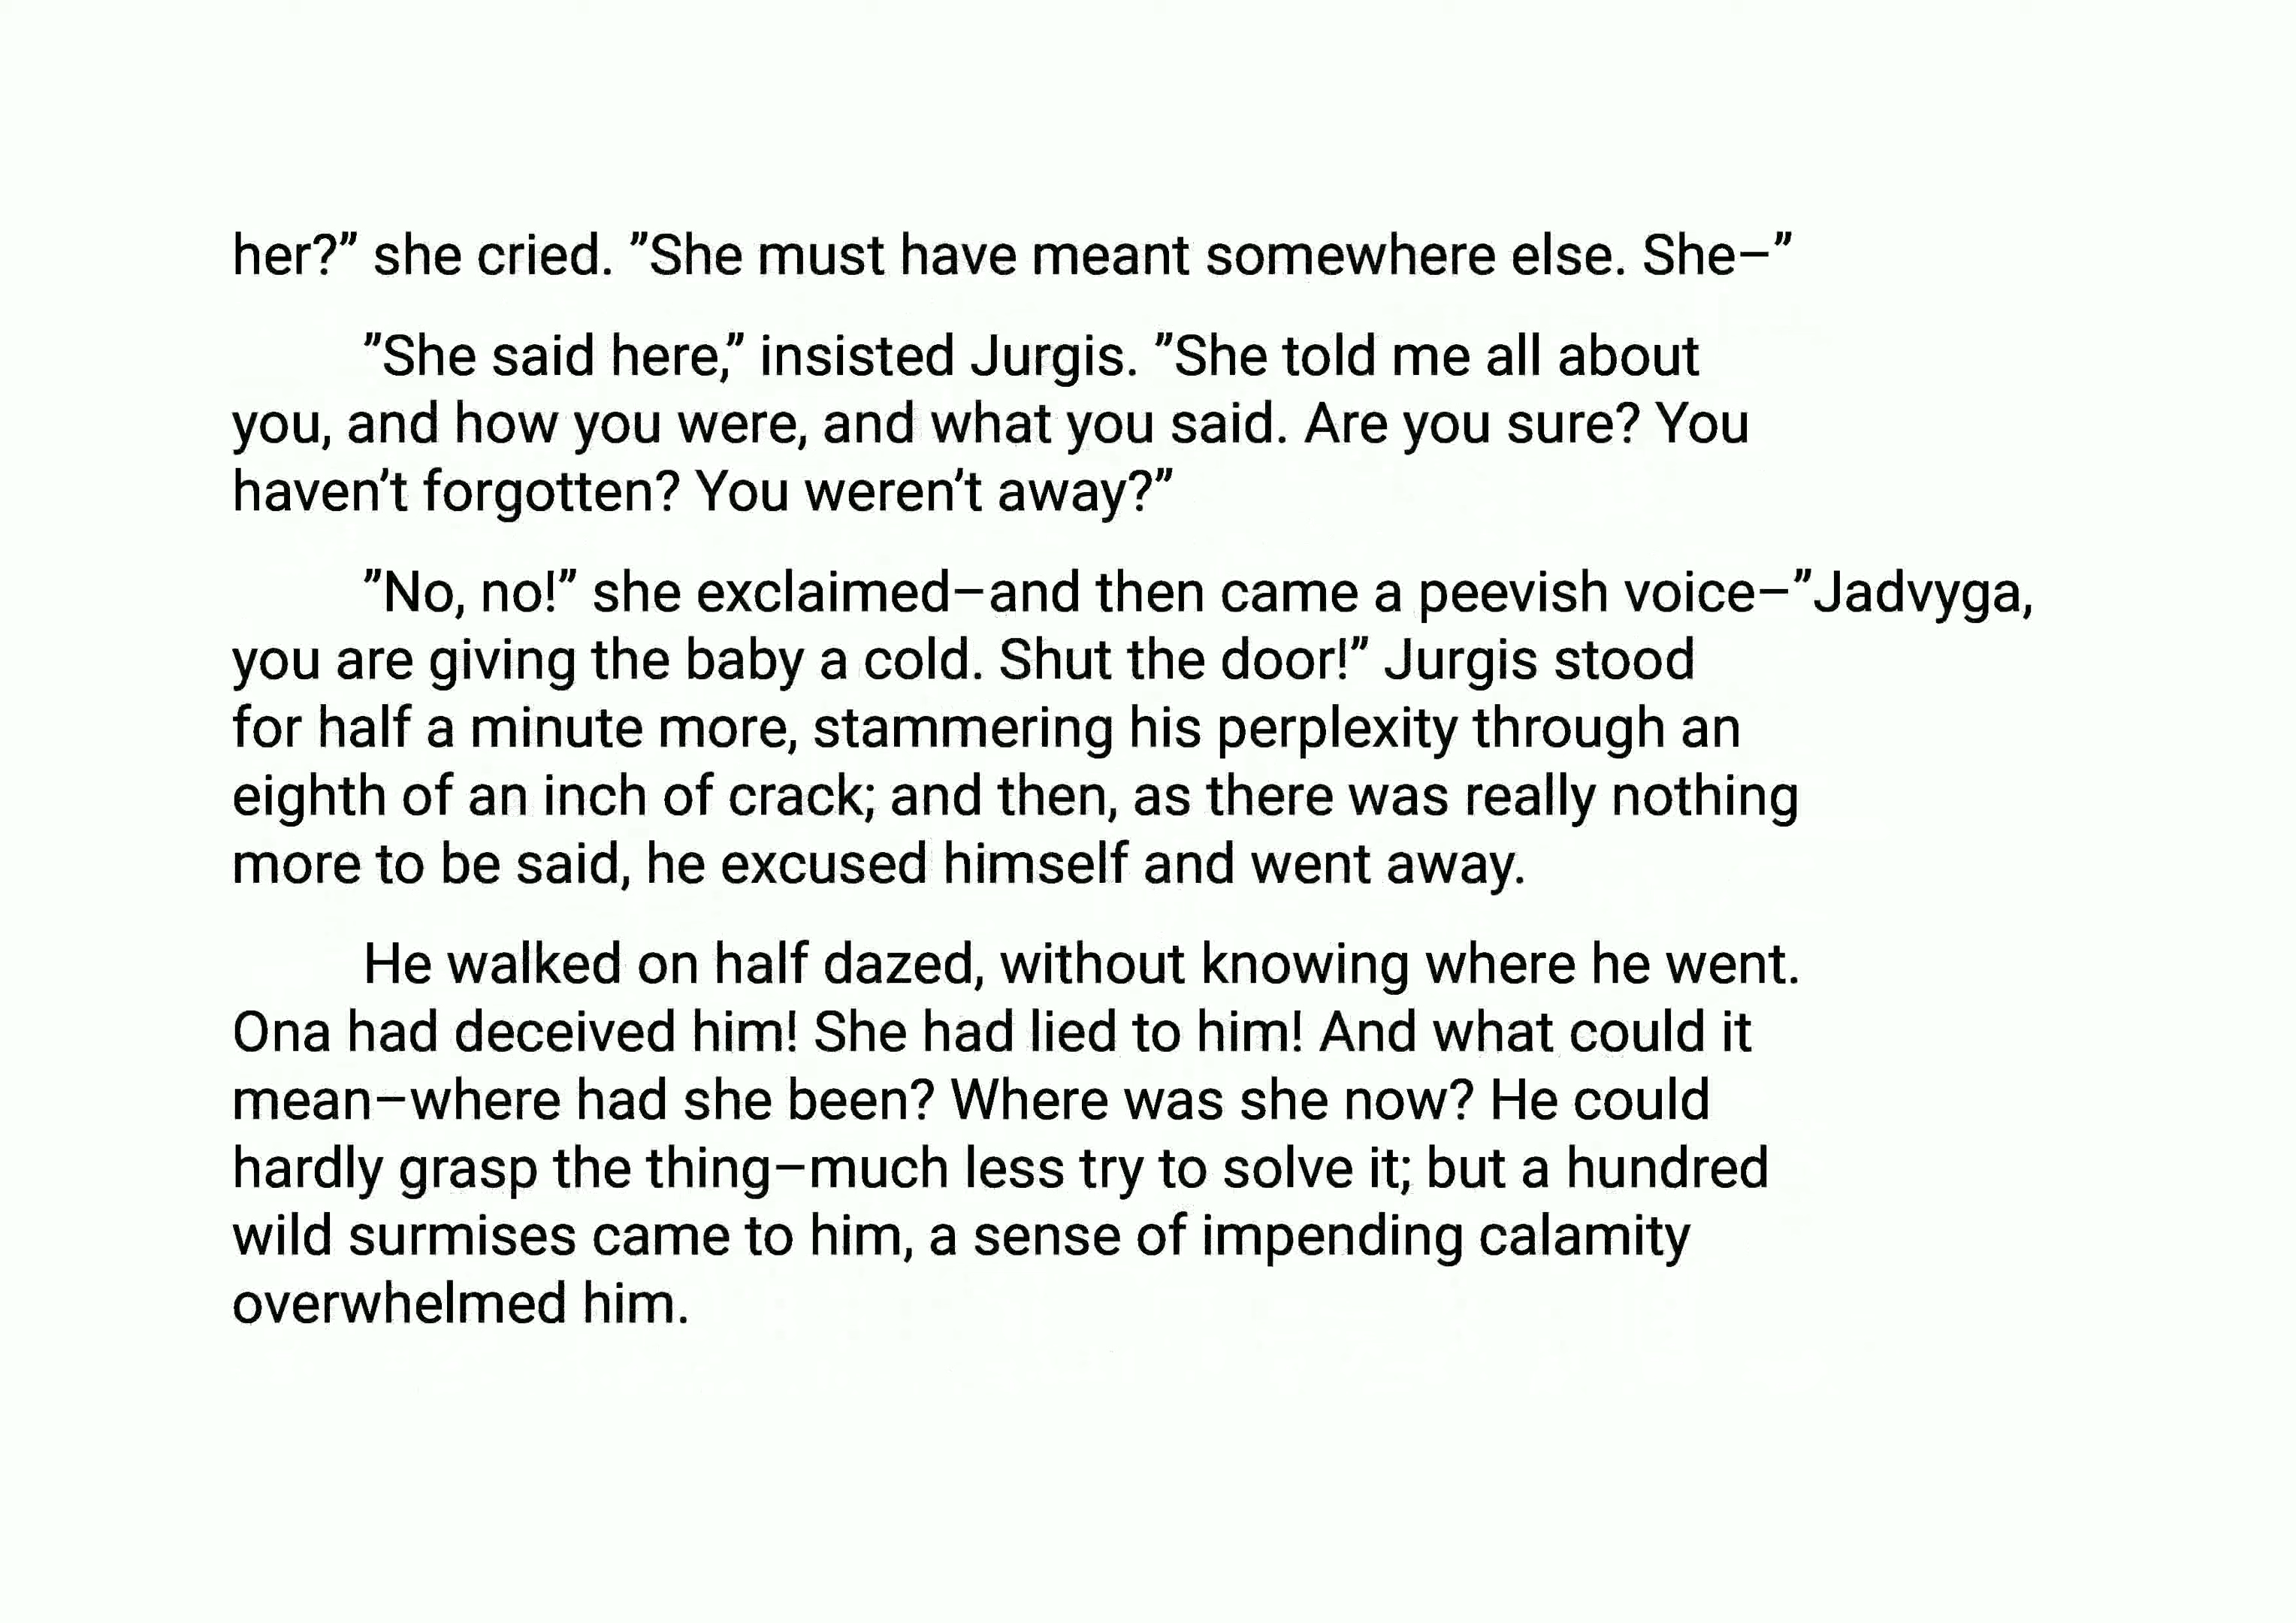 her?” she cried. ”She must have meant somewhere else. She–”
”She said here,” insisted Jurgis. ”She told me all about
you, and how you were, and what you said. Are you sure? You
haven’t forgotten? You weren’t away?”
”No, no!” she exclaimed–and then came a peevish voice–”Jadvyga,
you are giving the baby a cold. Shut the door!” Jurgis stood
for half a minute more, stammering his perplexity through an
eighth of an inch of crack; and then, as there was really nothing
more to be said, he excused himself and went away.
He walked on half dazed, without knowing where he went.
Ona had deceived him! She had lied to him! And what could it
mean–where had she been? Where was she now? He could
hardly grasp the thing–much less try to solve it; but a hundred
wild surmises came to him, a sense of impending calamity
overwhelmed him.